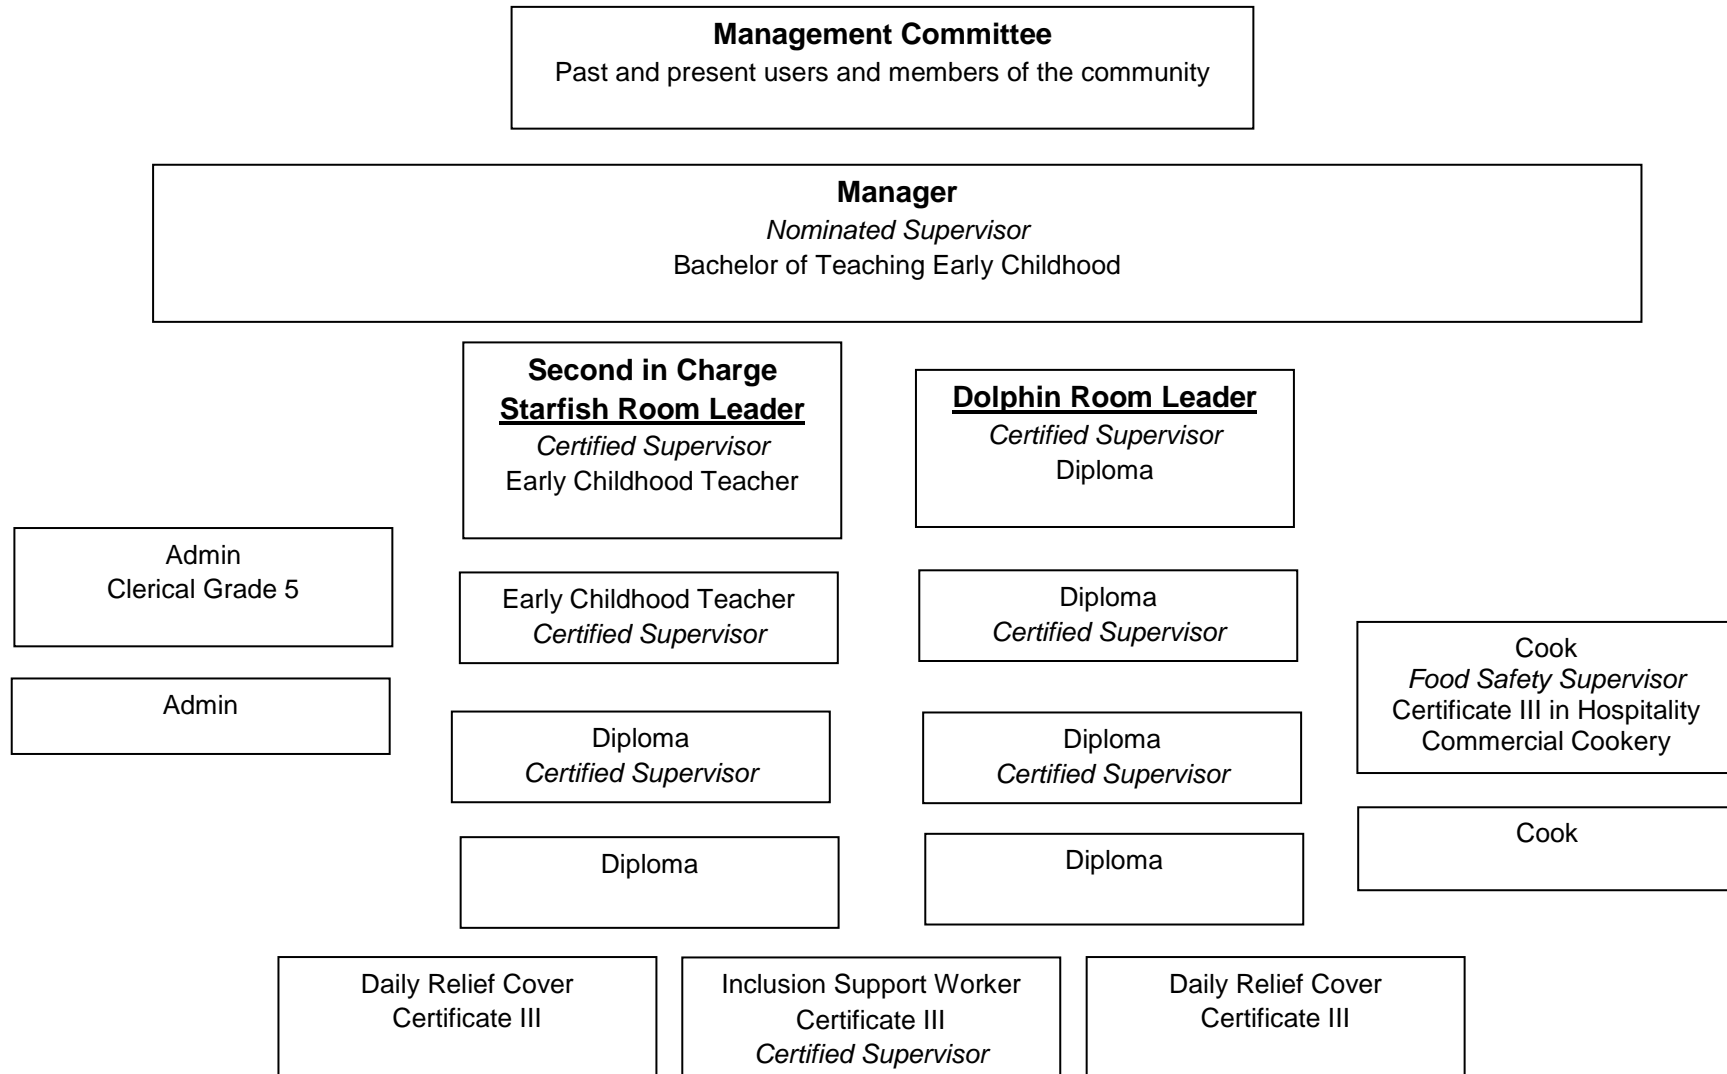 Management Committee
Past and present users and members of the community
Manager
Nominated Supervisor
Bachelor of Teaching Early Childhood
Second in Charge
Starfish Room Leader
Certified Supervisor
Early Childhood Teacher
Dolphin Room Leader
Certified Supervisor
Diploma
Admin
Clerical Grade 5
Early Childhood Teacher
Certified Supervisor
Diploma
Certified Supervisor
Cook
Food Safety Supervisor
Certificate III in Hospitality
Commercial Cookery
Admin
Diploma
Certified Supervisor
Diploma
Certified Supervisor
Cook
Diploma
Diploma
Daily Relief Cover
Certificate III
Inclusion Support Worker
Certificate III
Certified Supervisor
Daily Relief Cover
Certificate III